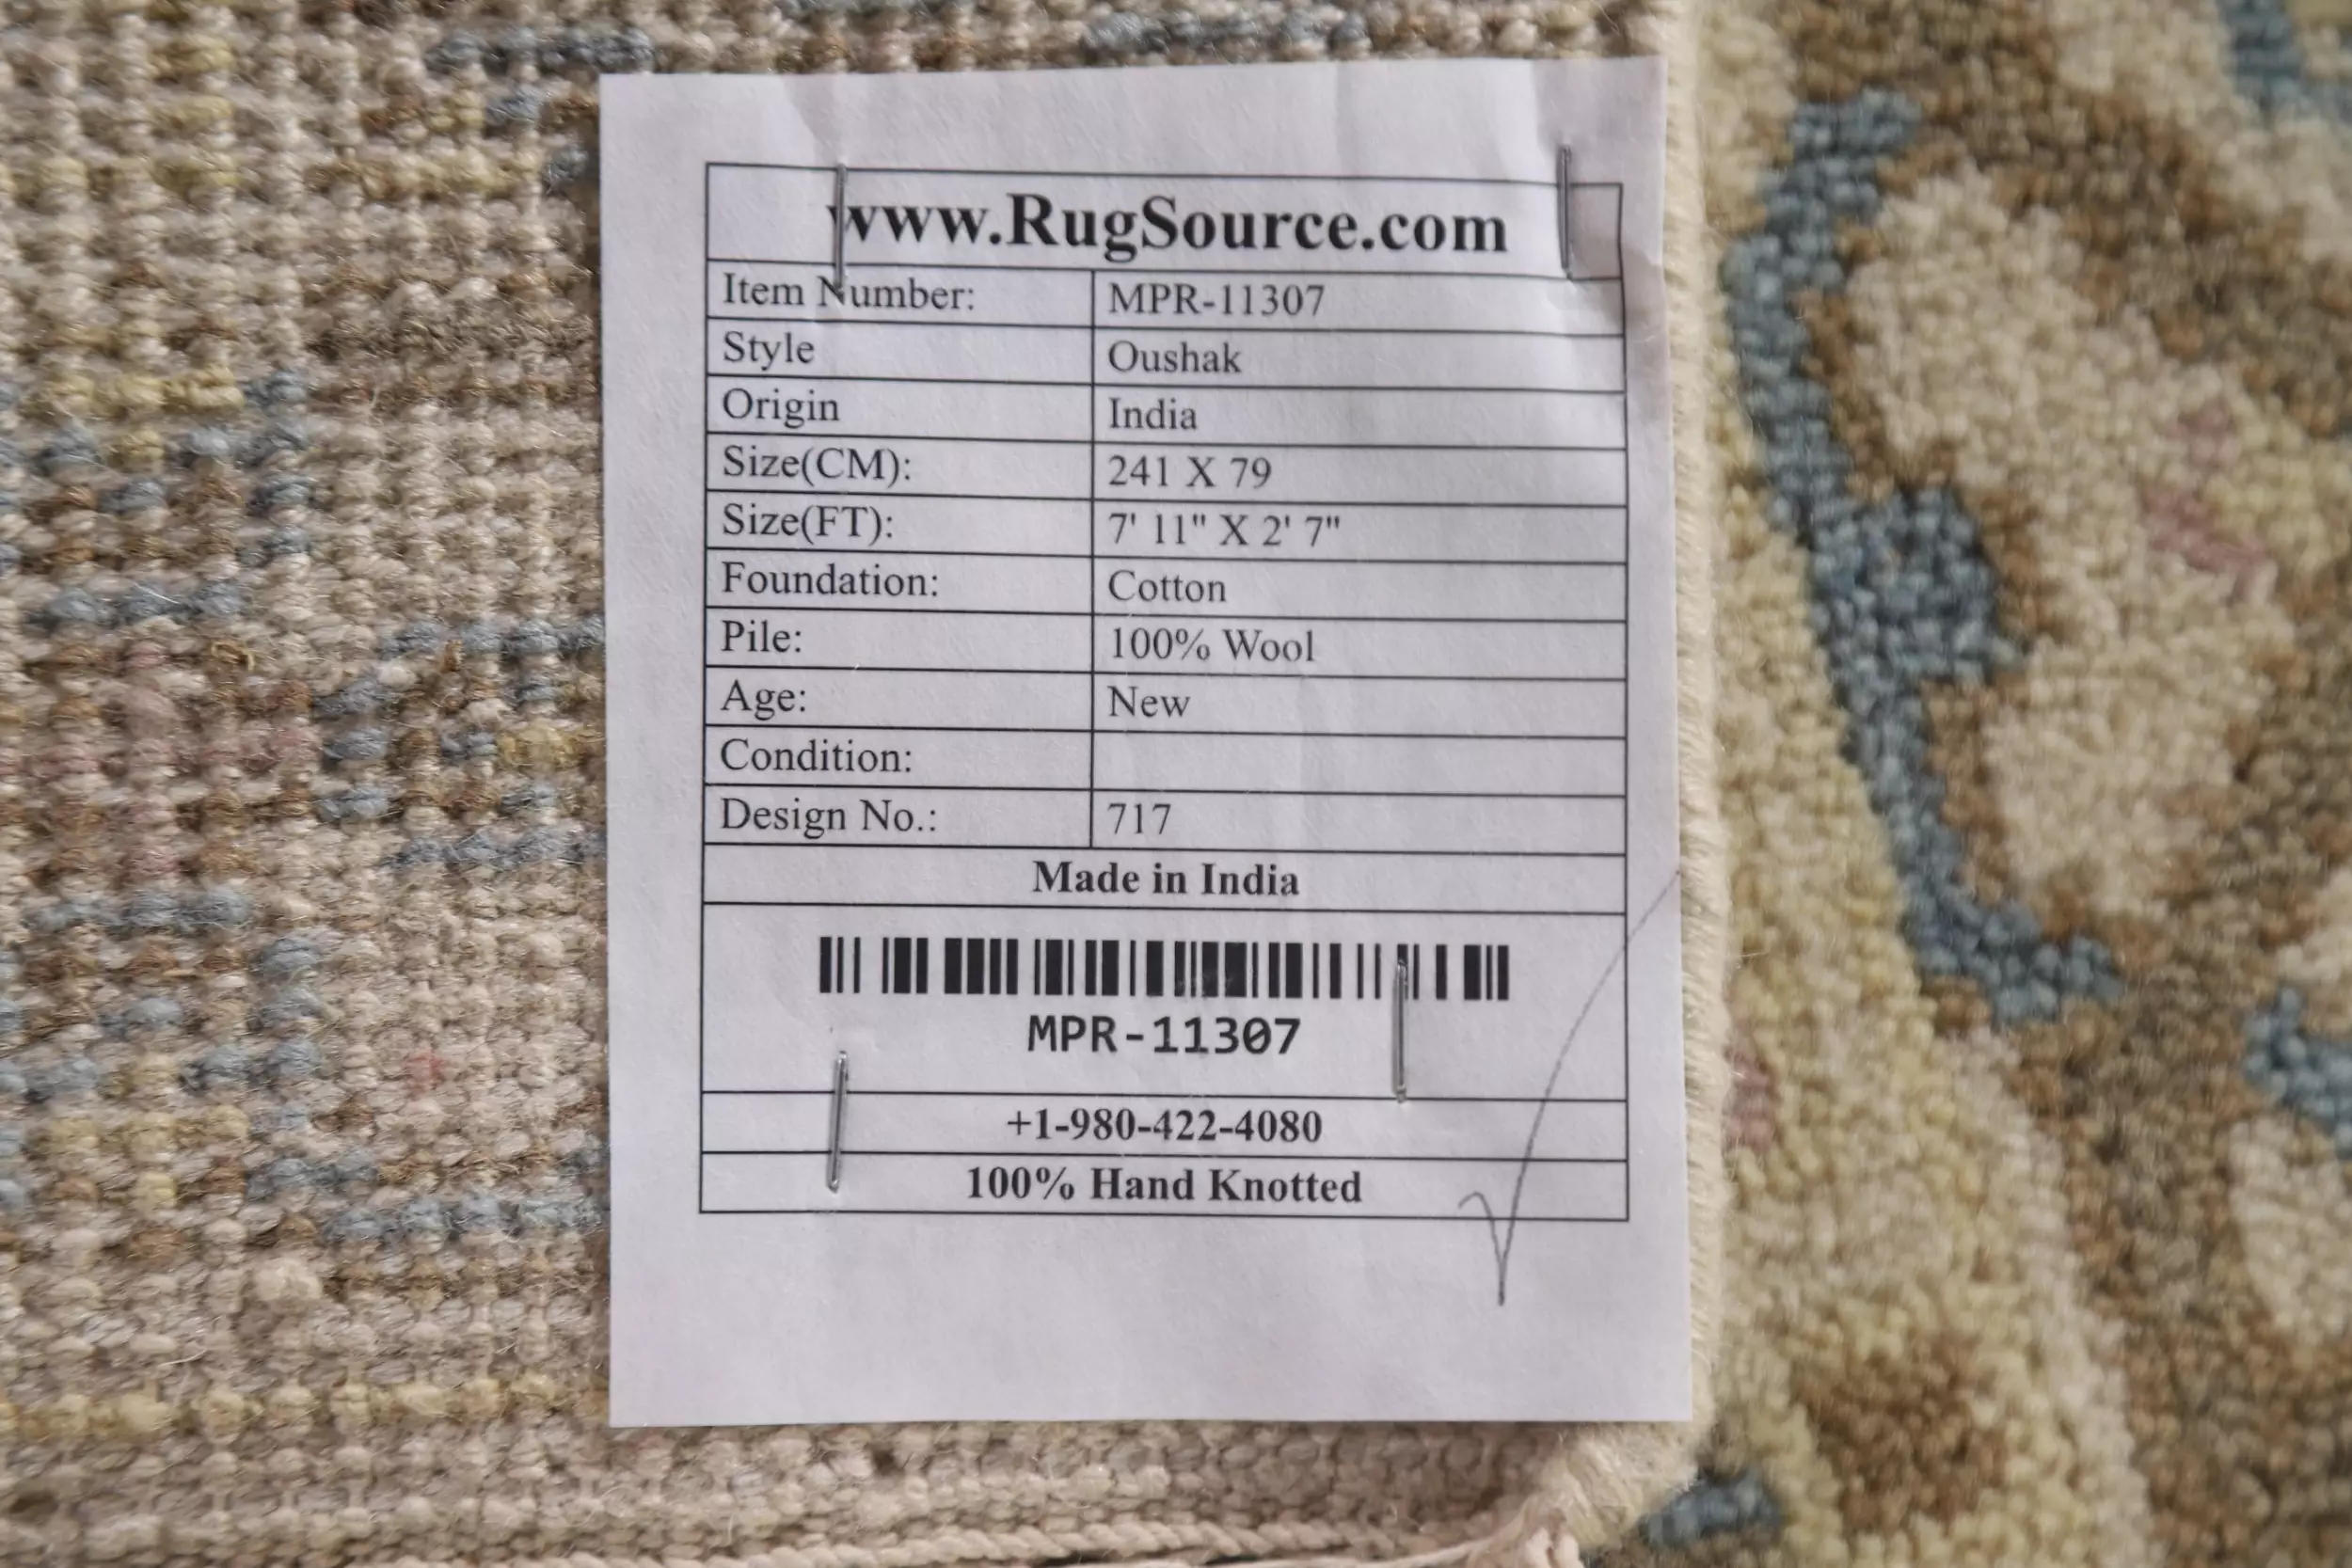 www.RugSource.com
Item Number: MPR-11307
Style Oushak
Origin India
Size(CM): 241 X 79
Size(FT): 7' 11" X 2' 7"
Foundation: Cotton
Pile: 100% Wool
Age: New
Condition:
Design No.: 717
Made in India
MPR-11307
+1-980-422-4080
100% Hand Knotted